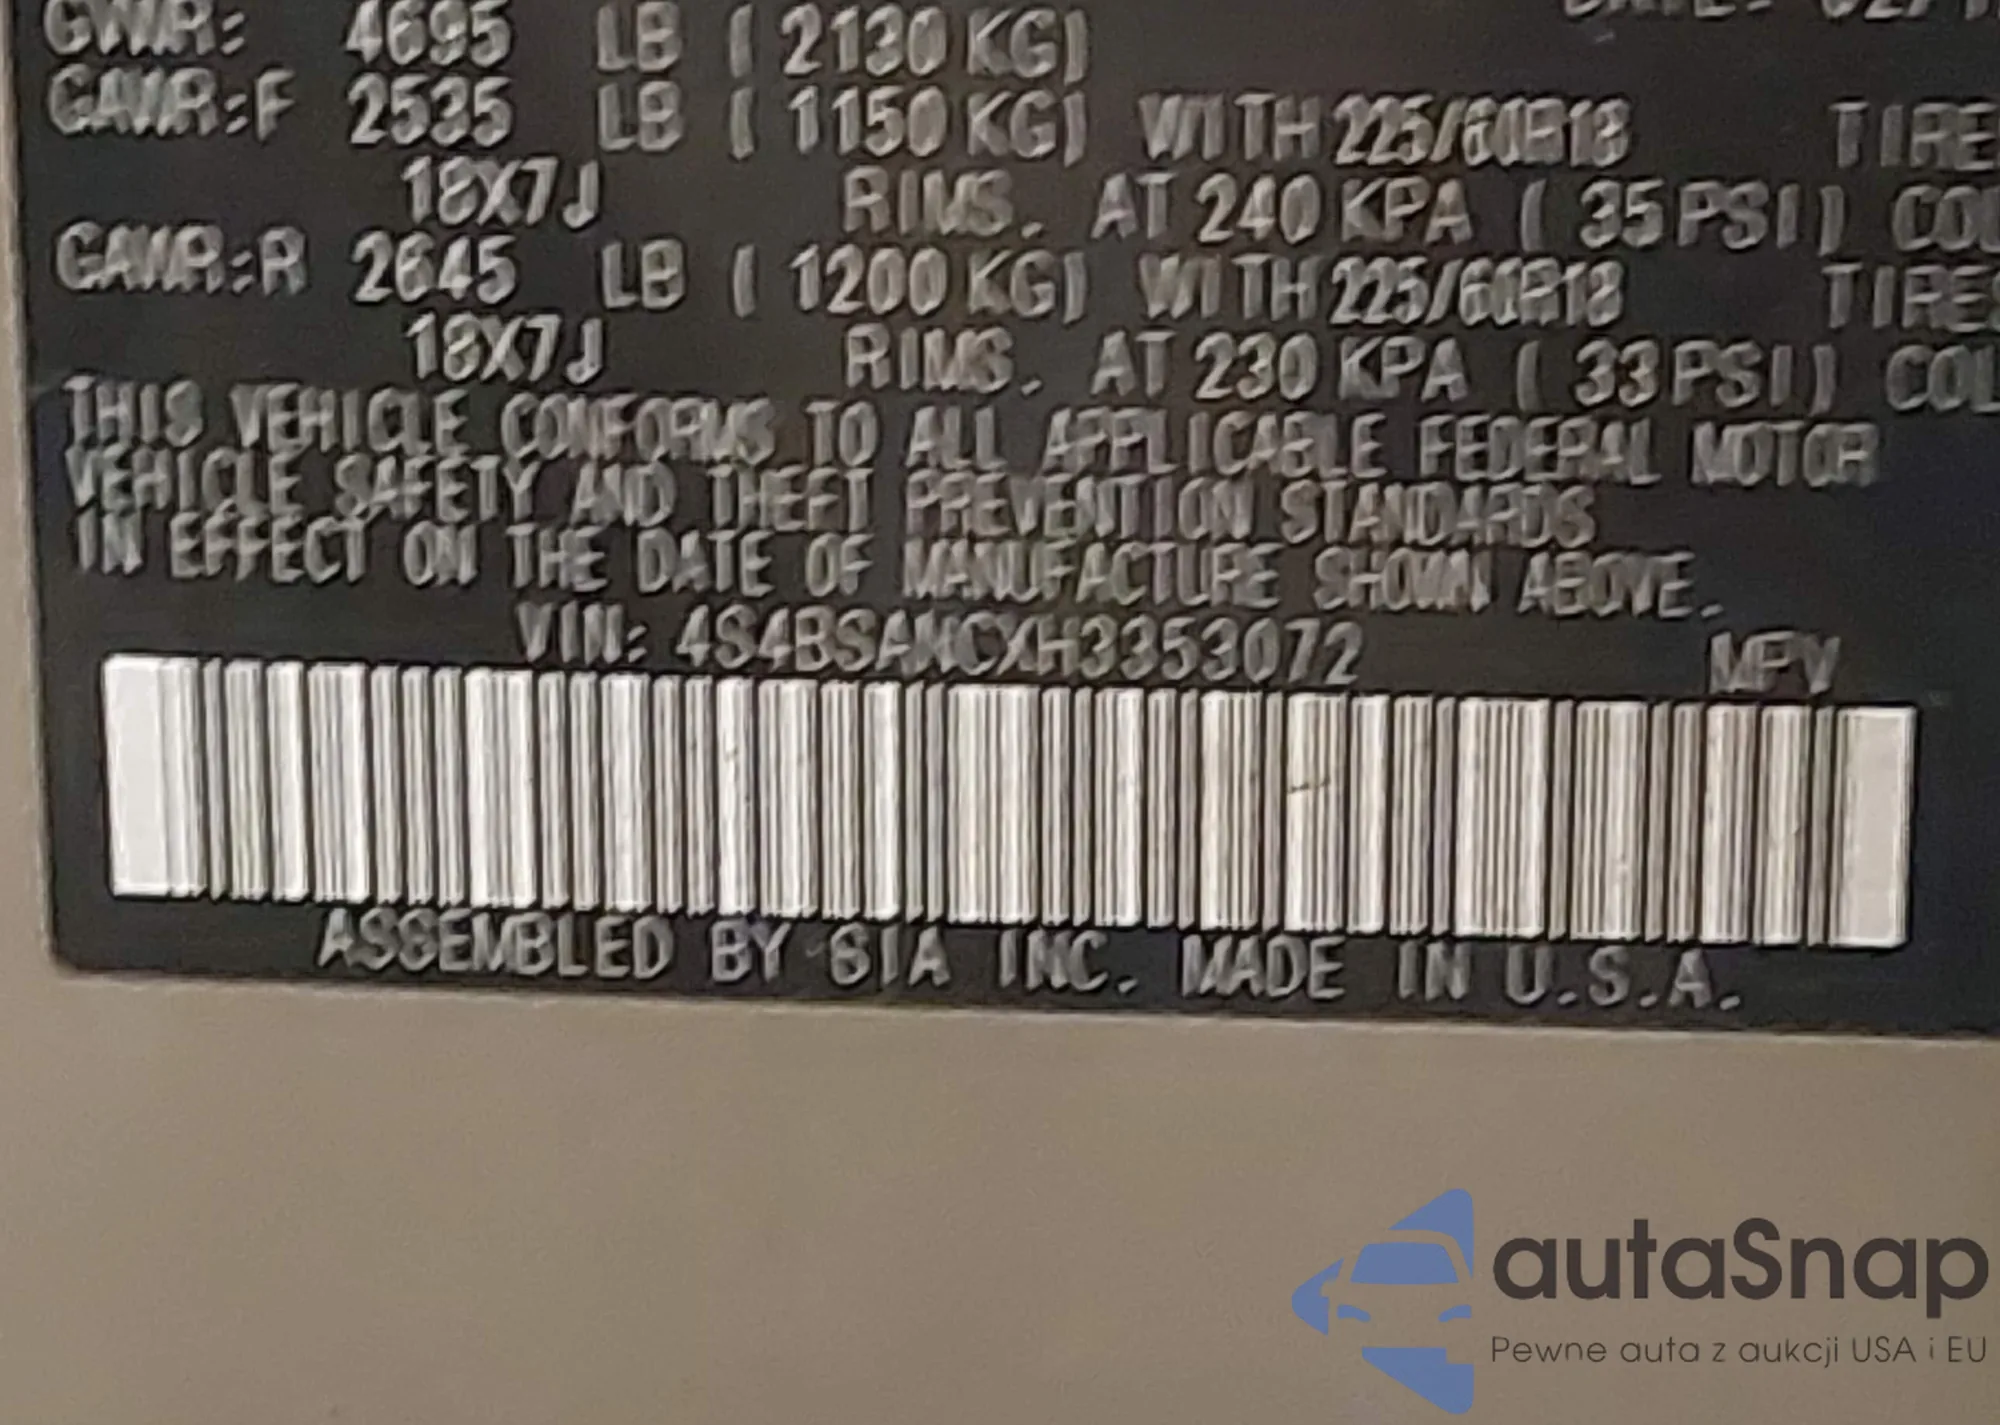 GVWR: 4695 LB ( 2130 KG)
GAWR:F 2535 LB ( 1150 KG) WITH 225/60R18 TIRE
18X7J RIMS. AT 240 KPA ( 35 PSI) COL
GAWR:R 2645 LB ( 1200 KG) WITH 225/60R18 TIRES
18X7J RIMS. AT 230 KPA ( 33 PSI) COL
THIS VEHICLE CONFORMS TO ALL APPLICABLE FEDERAL MOTOR
VEHICLE SAFETY AND THEFT PREVENTION STANDARDS
IN EFFECT ON THE DATE OF MANUFACTURE SHOWN ABOVE.
VIN: 4S4BSANCXH3353072 MPV
ASSEMBLED BY SIA INC. MADE IN U.S.A.
autaSnap
Pewne auta z aukcji USA i EU